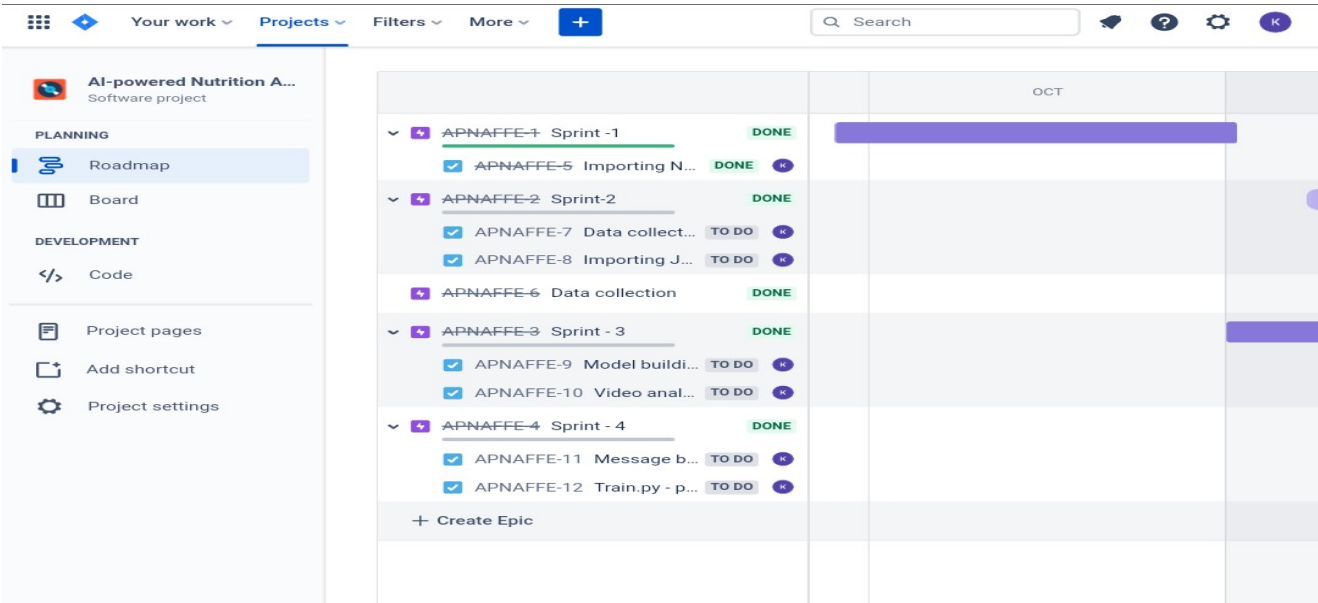 Your work Projects Filters More + Search K
AI-powered Nutrition A...
Software project
PLANNING
Roadmap
Board
DEVELOPMENT
Code
Project pages
Add shortcut
Project settings
OCT
APNAFFE-1 Sprint -1 DONE
APNAFFE-5 Importing N... DONE K
APNAFFE-2 Sprint-2 DONE
APNAFFE-7 Data collect... TO DO K
APNAFFE-8 Importing J... TO DO K
APNAFFE-6 Data collection DONE
APNAFFE-3 Sprint - 3 DONE
APNAFFE-9 Model buildi... TO DO K
APNAFFE-10 Video anal... TO DO K
APNAFFE-4 Sprint - 4 DONE
APNAFFE-11 Message b... TO DO K
APNAFFE-12 Train.py - p... TO DO K
+ Create Epic